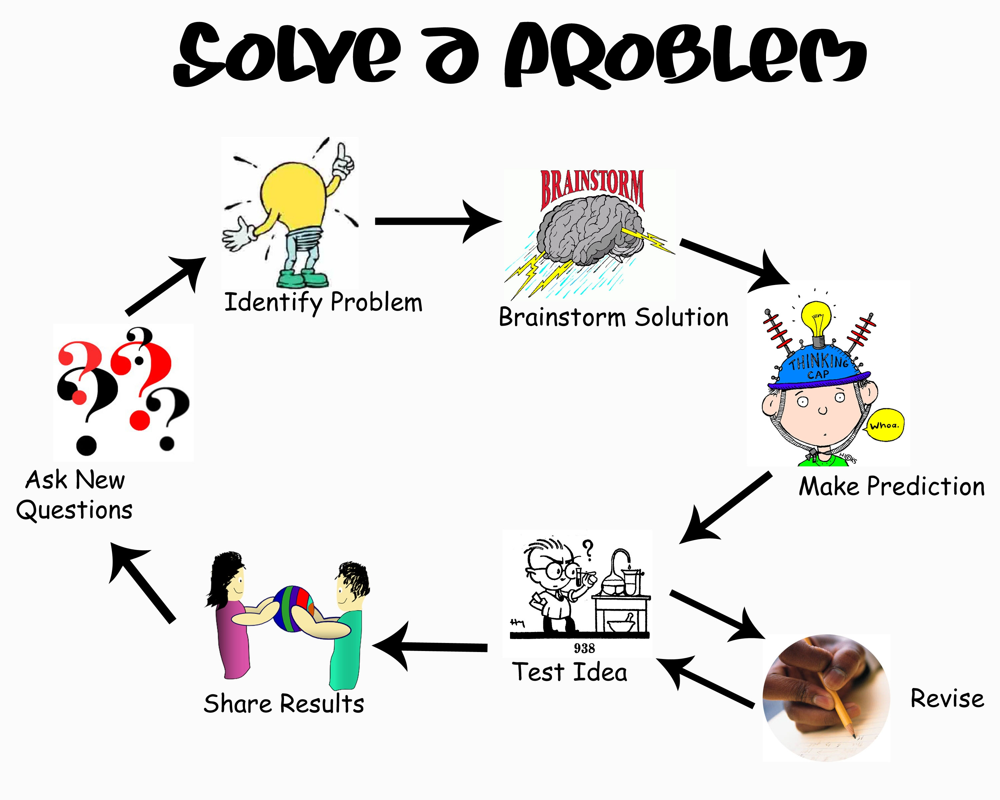 Solve a Problem
BRAINSTORM
Identify Problem
Brainstorm Solution
THINKING
CAP
Whoa.
HICKS
Make Prediction
Ask New
Questions
?
938
Test Idea
Revise
Share Results